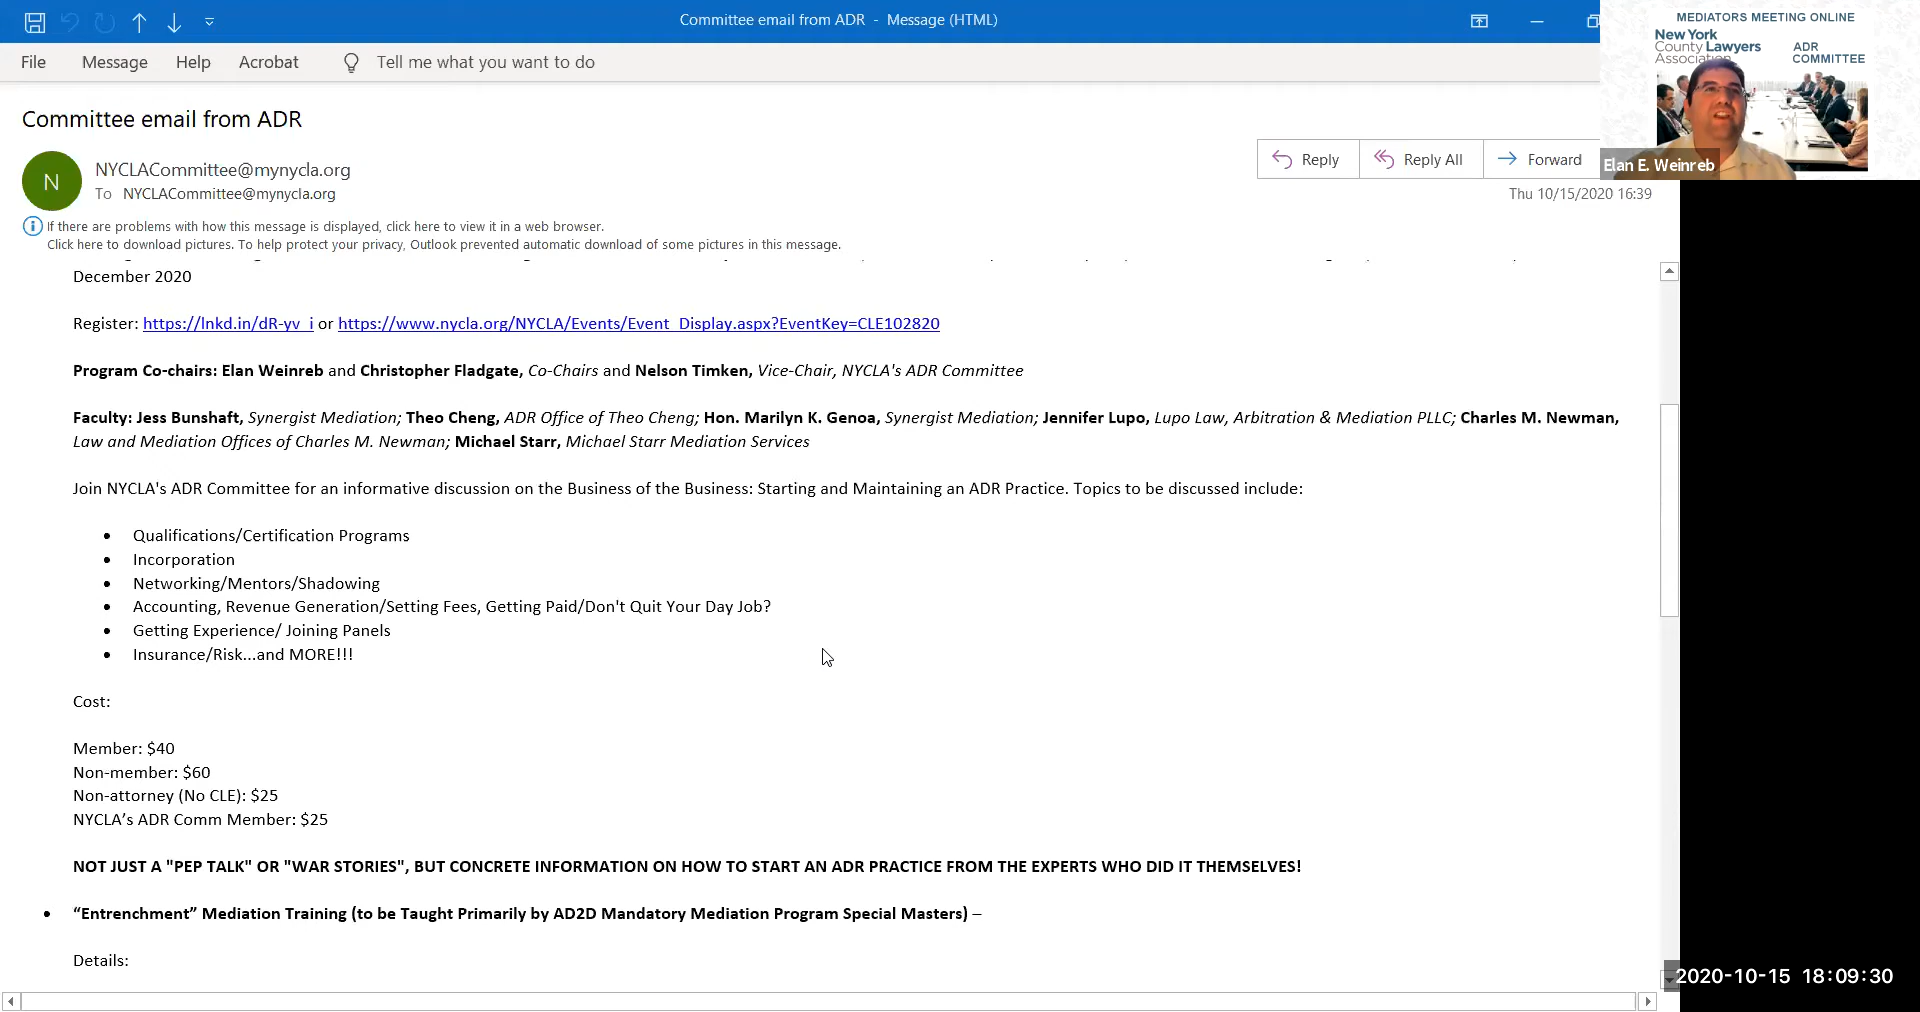 Committee email from ADR - Message (HTML)
MEDIATORS MEETING ONLINE
New York
County Lawyers
Association
ADR
COMMITTEE
File Message Help Acrobat Tell me what you want to do
Committee email from ADR
N
NYCLACommittee@mynycla.org
To NYCLACommittee@mynycla.org
Reply Reply All Forward
Elan E. Weinreb
Thu 10/15/2020 16:39
If there are problems with how this message is displayed, click here to view it in a web browser.
Click here to download pictures. To help protect your privacy, Outlook prevented automatic download of some pictures in this message.
December 2020
Register: https://lnkd.in/dR-yv_i or https://www.nycla.org/NYCLA/Events/Event_Display.aspx?EventKey=CLE102820
Program Co-chairs: Elan Weinreb and Christopher Fladgate, Co-Chairs and Nelson Timken, Vice-Chair, NYCLA's ADR Committee
Faculty: Jess Bunshaft, Synergist Mediation; Theo Cheng, ADR Office of Theo Cheng; Hon. Marilyn K. Genoa, Synergist Mediation; Jennifer Lupo, Lupo Law, Arbitration & Mediation PLLC; Charles M. Newman,
Law and Mediation Offices of Charles M. Newman; Michael Starr, Michael Starr Mediation Services
Join NYCLA's ADR Committee for an informative discussion on the Business of the Business: Starting and Maintaining an ADR Practice. Topics to be discussed include:
• Qualifications/Certification Programs
• Incorporation
• Networking/Mentors/Shadowing
• Accounting, Revenue Generation/Setting Fees, Getting Paid/Don't Quit Your Day Job?
• Getting Experience/ Joining Panels
• Insurance/Risk...and MORE!!!
Cost:
Member: $40
Non-member: $60
Non-attorney (No CLE): $25
NYCLA’s ADR Comm Member: $25
NOT JUST A "PEP TALK" OR "WAR STORIES", BUT CONCRETE INFORMATION ON HOW TO START AN ADR PRACTICE FROM THE EXPERTS WHO DID IT THEMSELVES!
• “Entrenchment” Mediation Training (to be Taught Primarily by AD2D Mandatory Mediation Program Special Masters) –
Details:
2020-10-15 18:09:30